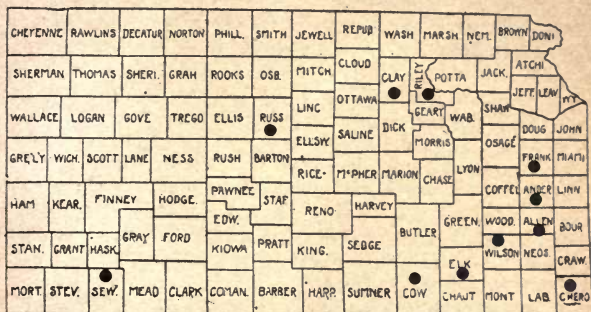 CHEYENNE RAWLINS DECATUR NORTON PHILL. SMITH JEWELL REPUB WASH MARSH. NEM. BROWN DONI
SHERMAN THOMAS SHERI. GRAH ROOKS OSB. MITCH. CLOUD CLAY RILEY POTTA JACK. ATCHI
JEFF. LEAV WY
WALLACE LOGAN GOVE TREGO ELLIS RUSS LINC OTTAWA DICK GEARY WAB. SHAW DOUG JOHN
GRELY WICH. SCOTT LANE NESS RUSH BARTON ELLSW. SALINE MORRIS LYON OSAGE FRANK MIAMI
HAM KEAR. FINNEY HODGE. PAWNEE STAF. RICE M°PHER MARION CHASE COFFEL ANDER LINN
STAN. GRANT HASK. GRAY FORD EDW. KIOWA PRATT RENO HARVEY BUTLER GREEN. WOOD. ALLEN BOUR
KING. SEDGE ELK WILSON NEOS. CRAW.
MORT. STEV. SEW. MEAD CLARK COMAN. BARBER HARP. SUMNER COW CHAUT MONT LAB. CHERO